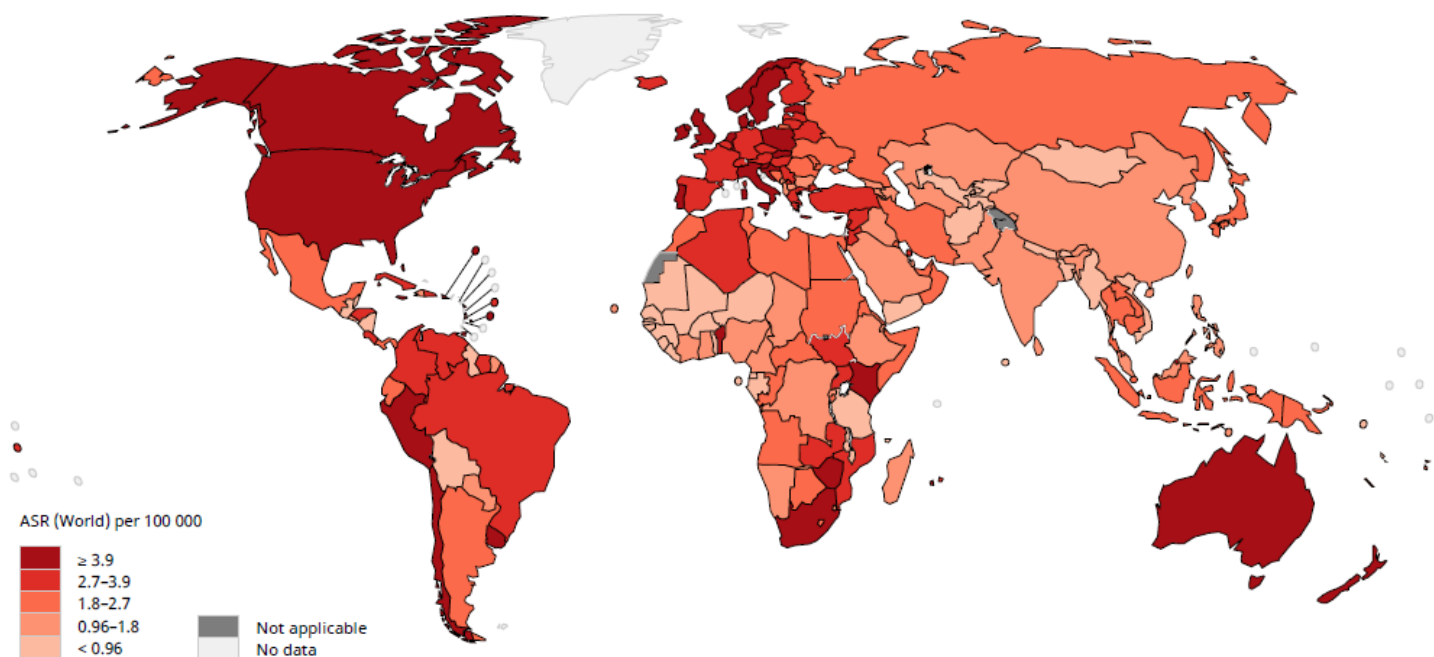 ASR (World) per 100 000
≥ 3.9
2.7–3.9
1.8–2.7
0.96–1.8
< 0.96
Not applicable
No data